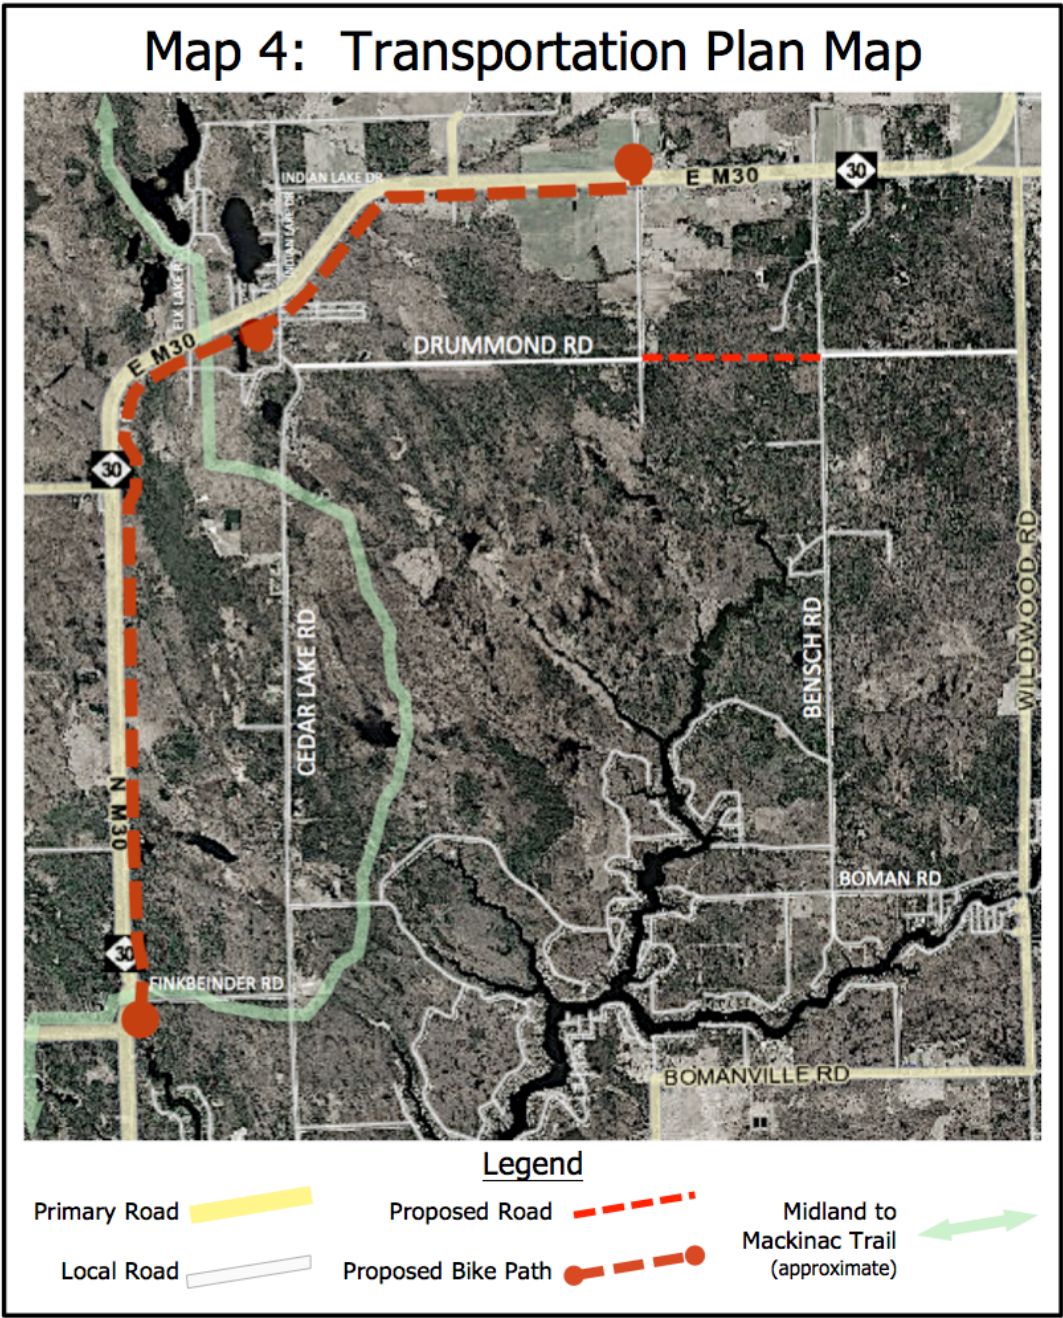 Map 4: Transportation Plan Map
INDIAN LAKE DR
E M30
30
INDIAN LAKE DR
ELK LAKE R
E M30
DRUMMOND RD
30
WILDWOOD RD
BENSCH RD
CEDAR LAKE RD
N M30
BOMAN RD
30
FINKBEINDER RD
BOMANVILLE RD
Legend
Primary Road
Proposed Road
Midland to
Mackinac Trail
(approximate)
Local Road
Proposed Bike Path